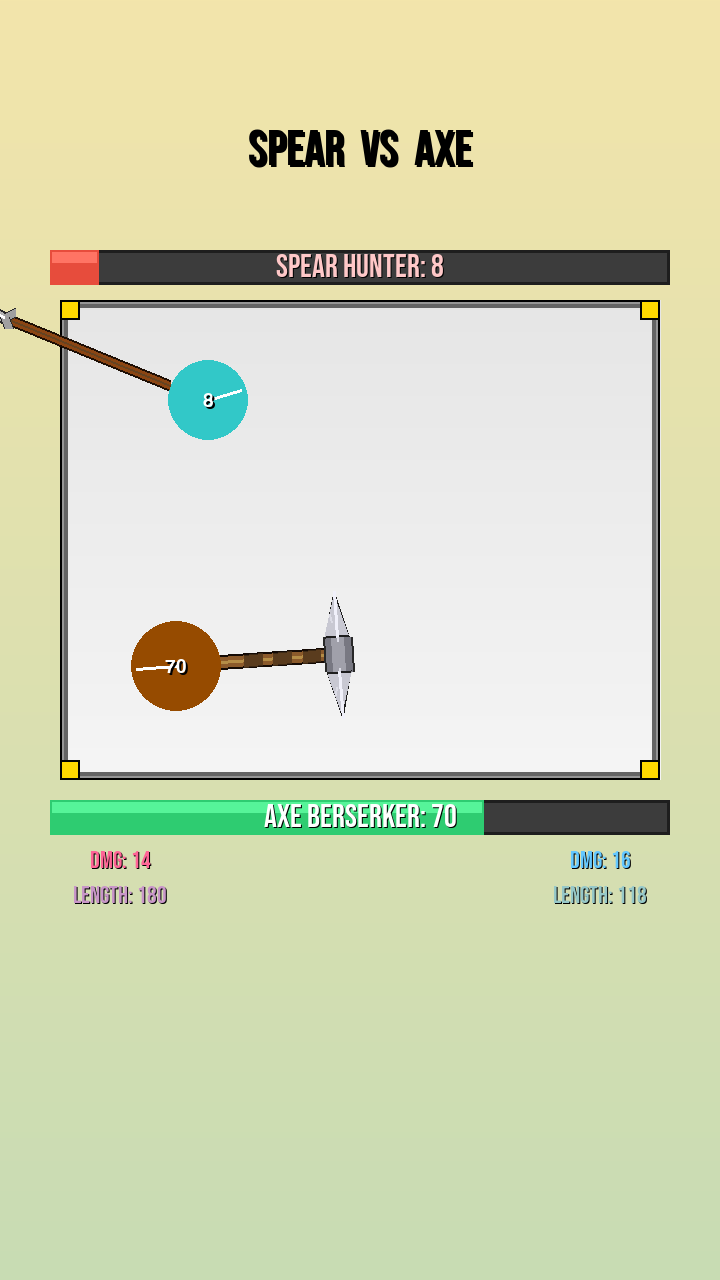 SPEAR VS AXE
SPEAR HUNTER: 8
8
70
AXE BERSERKER: 70
DMG: 14
DMG: 16
LENGTH: 180
LENGTH: 118